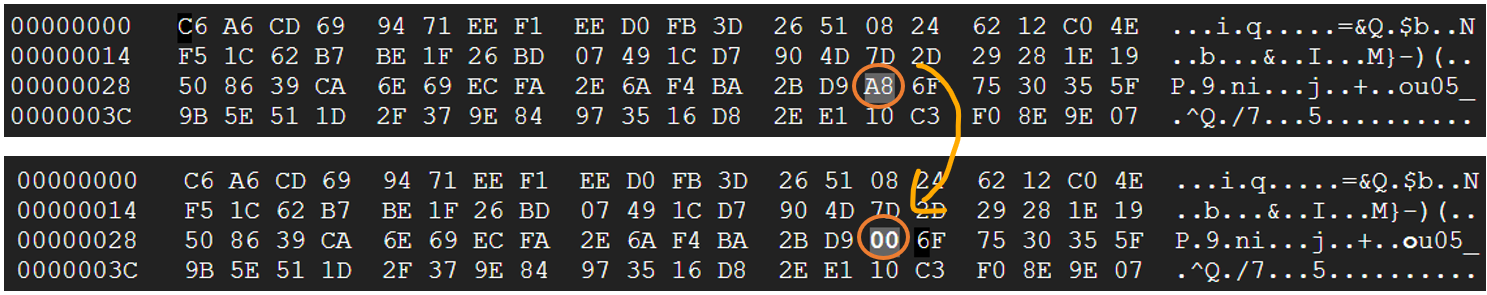 00000000 C6 A6 CD 69 94 71 EE F1 EE D0 FB 3D 26 51 08 24 62 12 C0 4E ...i.q.....=&Q.$b..N
00000014 F5 1C 62 B7 BE 1F 26 BD 07 49 1C D7 90 4D 7D 2D 29 28 1E 19 ..b...&..I...M}-)(..
00000028 50 86 39 CA 6E 69 EC FA 2E 6A F4 BA 2B D9 A8 6F 75 30 35 5F P.9.ni...j..+..ou05_
0000003C 9B 5E 51 1D 2F 37 9E 84 97 35 16 D8 2E E1 10 C3 F0 8E 9E 07 .^Q./7...5..........
00000000 C6 A6 CD 69 94 71 EE F1 EE D0 FB 3D 26 51 08 24 62 12 C0 4E ...i.q.....=&Q.$b..N
00000014 F5 1C 62 B7 BE 1F 26 BD 07 49 1C D7 90 4D 7D 2D 29 28 1E 19 ..b...&..I...M}-)(..
00000028 50 86 39 CA 6E 69 EC FA 2E 6A F4 BA 2B D9 00 6F 75 30 35 5F P.9.ni...j..+..ou05_
0000003C 9B 5E 51 1D 2F 37 9E 84 97 35 16 D8 2E E1 10 C3 F0 8E 9E 07 .^Q./7...5..........